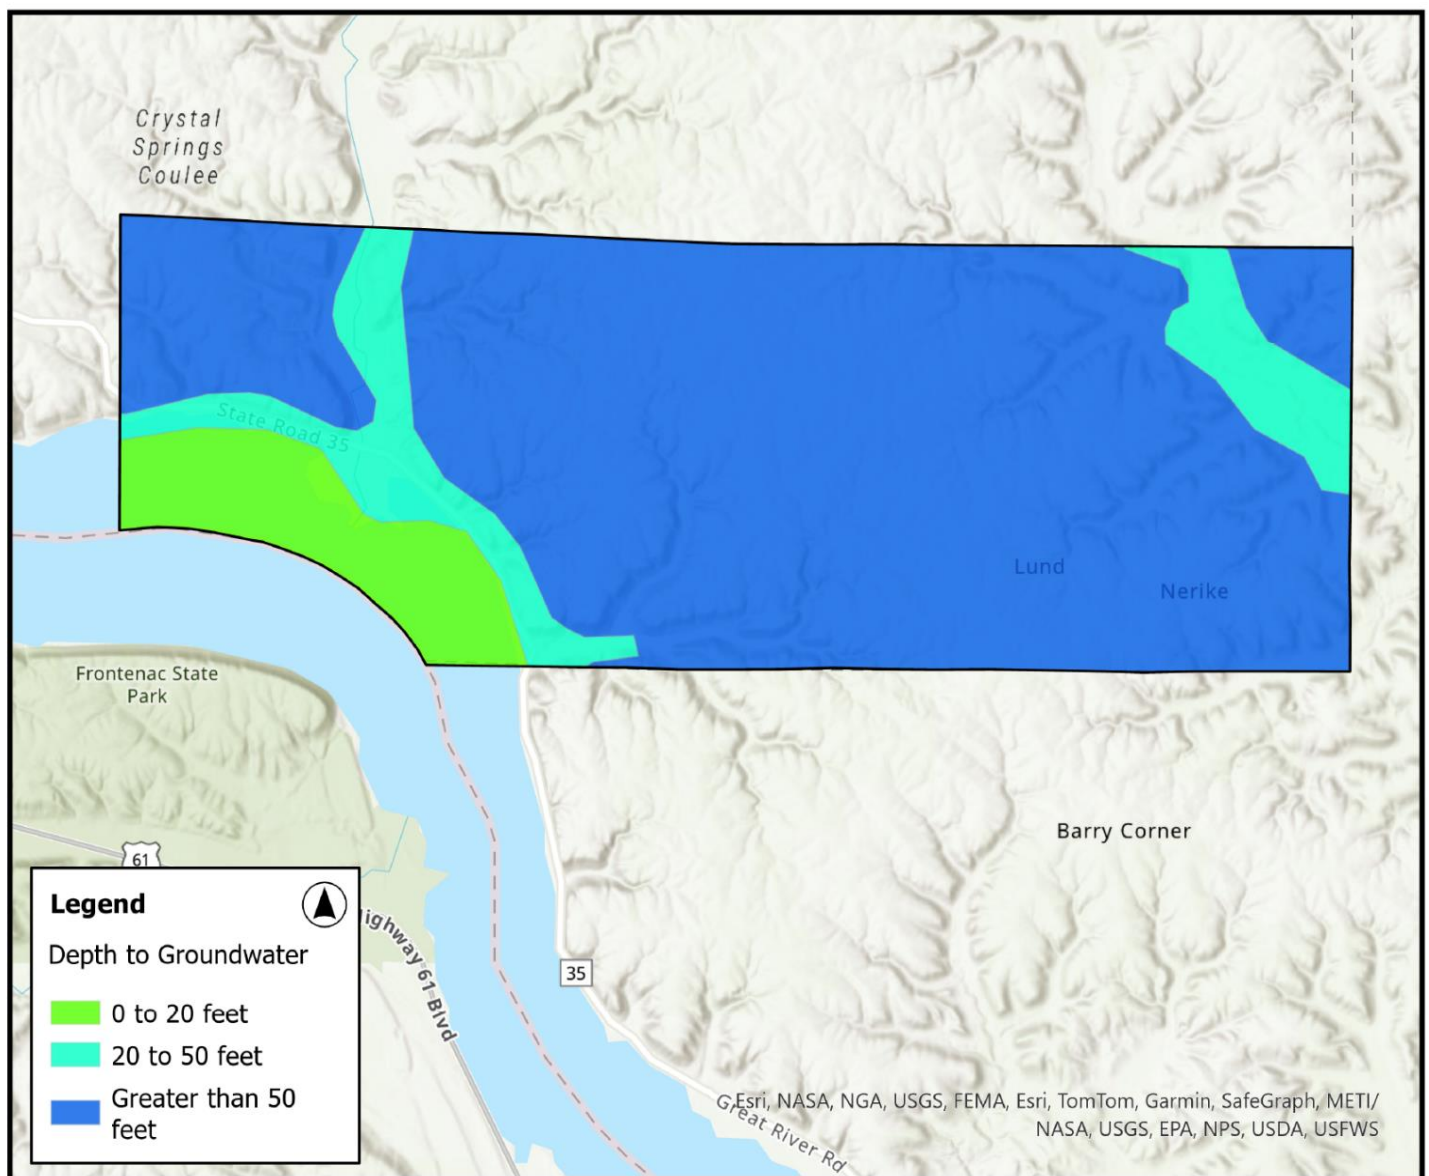 Crystal
Springs
Coulee
State Road 35
Lund
Nerike
Frontenac State
Park
Barry Corner
61
Legend
Depth to Groundwater
0 to 20 feet
20 to 50 feet
Greater than 50
feet
Highway 61 Blvd
35
Great River Rd
Esri, NASA, NGA, USGS, FEMA, Esri, TomTom, Garmin, SafeGraph, METI/
NASA, USGS, EPA, NPS, USDA, USFWS